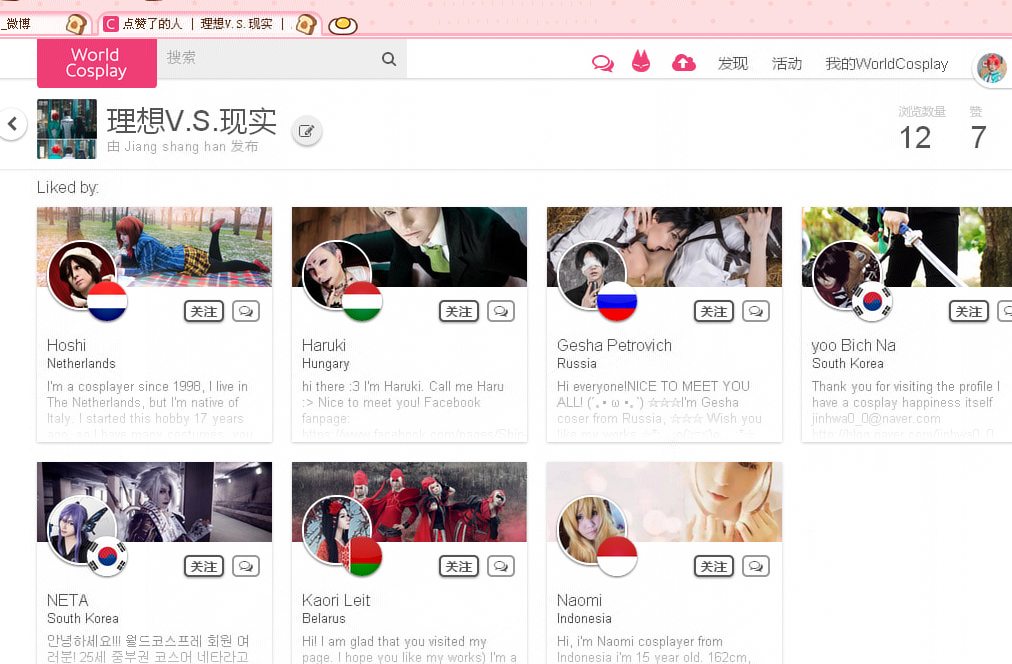 _微博
点赞了的人 | 理想V.S.现实 |
World
Cosplay
搜索
发现
活动
我的WorldCosplay
理想V.S.现实
由 Jiang shang han 发布
浏览数量
12
赞
7
Liked by:
关注
Hoshi
Netherlands
I'm a cosplayer since 1998, I live in
The Netherlands, but I'm native of
Italy. I started this hobby 17 years
ago, so I have many costumes, you
关注
Haruki
Hungary
hi there :3 I'm Haruki. Call me Haru
:> Nice to meet you! Facebook
fanpage:
https://www.facebook.com/pages/Shin
关注
Gesha Petrovich
Russia
Hi everyone!NICE TO MEET YOU
ALL! (´｡• ω •｡`) ☆☆☆I'm Gesha
coser from Russia, ☆☆☆ Wish you
like my works
关注
yoo Bich Na
South Korea
Thank you for visiting the profile I
have a cosplay happiness itself
jinhwa0_0@naver.com
http://blog.naver.com/jinhwa0_0
关注
NETA
South Korea
안녕하세요!!! 월드코스프레 회원 여
러분! 25세 중부권 코스어 네타라고
关注
Kaori Leit
Belarus
Hi! I am glad that you visited my
page. I hope you like my works) I'm a
关注
Naomi
Indonesia
Hi, i'm Naomi cosplayer from
Indonesia i'm 15 year old. 162cm,